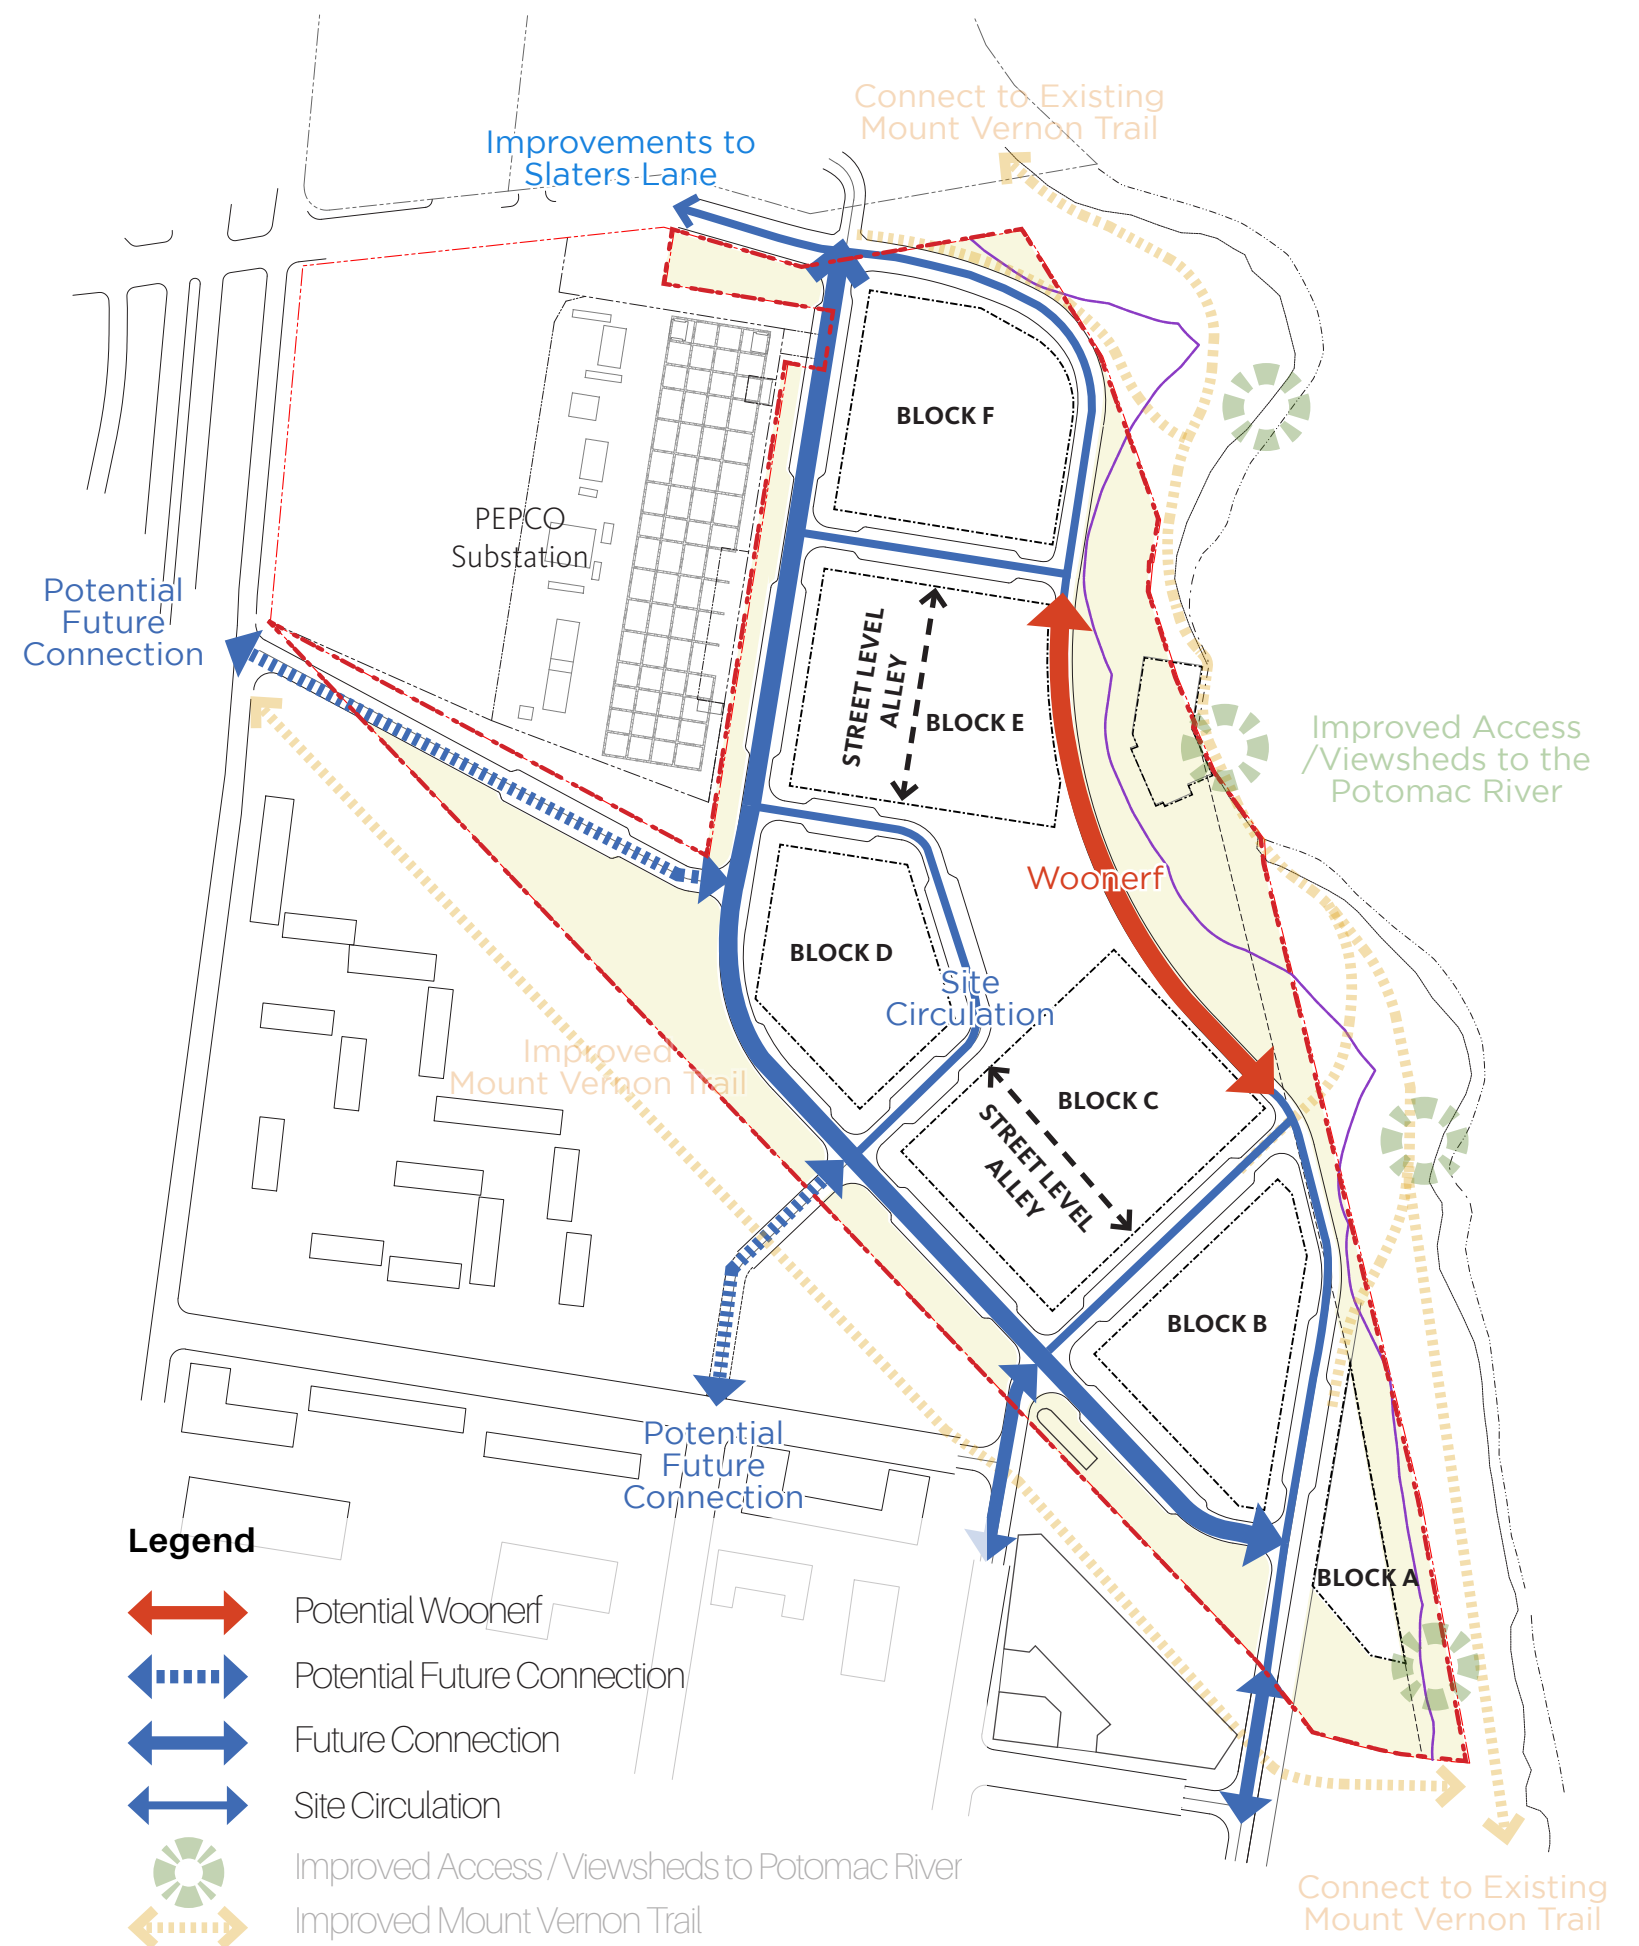 Connect to Existing
Mount Vernon Trail
Improvements to
Slaters Lane
BLOCK F
PEPCO
Substation
Potential
Future
Connection
STREET LEVEL
ALLEY
BLOCK E
Improved Access
/Viewsheds to the
Potomac River
Woonerf
BLOCK D
Site
Circulation
Improved
Mount Vernon Trail
BLOCK C
STREET LEVEL
ALLEY
BLOCK B
Potential
Future
Connection
BLOCK A
Legend
Potential Woonerf
Potential Future Connection
Future Connection
Site Circulation
Improved Access / Viewsheds to Potomac River
Improved Mount Vernon Trail
Connect to Existing
Mount Vernon Trail